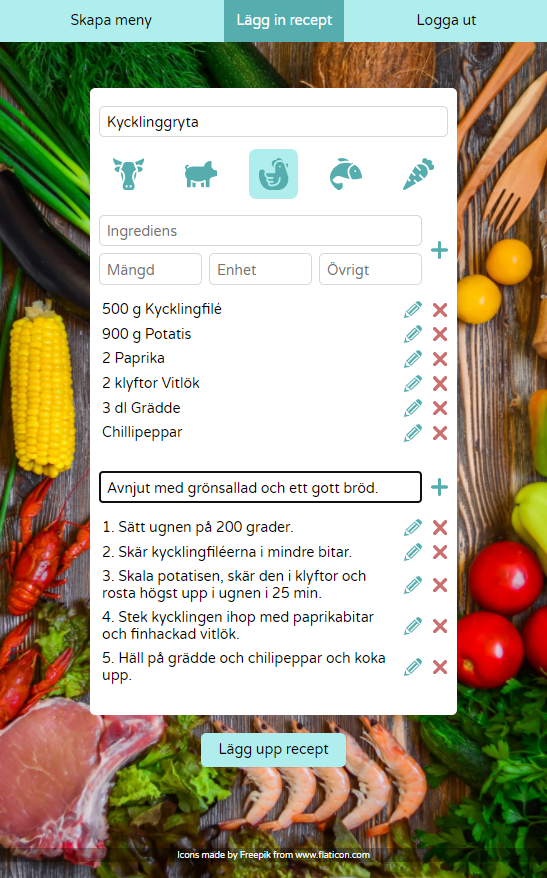 Skapa meny
Lägg in recept
Logga ut
Kycklinggryta
Ingrediens
Mängd
Enhet
Övrigt
500 g Kycklingfilé
900 g Potatis
2 Paprika
2 klyftor Vitlök
3 dl Grädde
Chillipeppar
Avnjut med grönsallad och ett gott bröd.
1. Sätt ugnen på 200 grader.
2. Skär kycklingfiléerna i mindre bitar.
3. Skala potatisen, skär den i klyftor och
rosta högst upp i ugnen i 25 min.
4. Stek kycklingen ihop med paprikabitar
och finhackad vitlök.
5. Häll på grädde och chilipeppar och koka
upp.
Lägg upp recept
Icons made by Freepik from www.flaticon.com